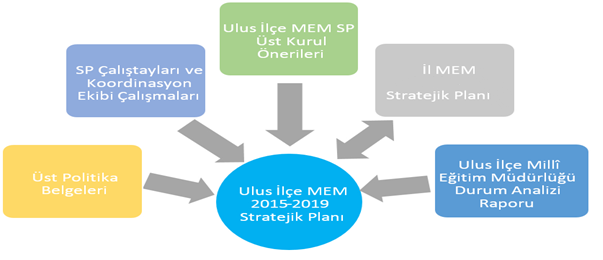 Ulus İlçe MEM SP
Üst Kurul
Önerileri
SP Çalıştayları ve
Koordinasyon
Ekibi Çalışmaları
İl MEM
Stratejik Planı
Üst Politika
Belgeleri
Ulus İlçe MEM
2015-2019
Stratejik Planı
Ulus İlçe Millî
Eğitim Müdürlüğü
Durum Analizi
Raporu